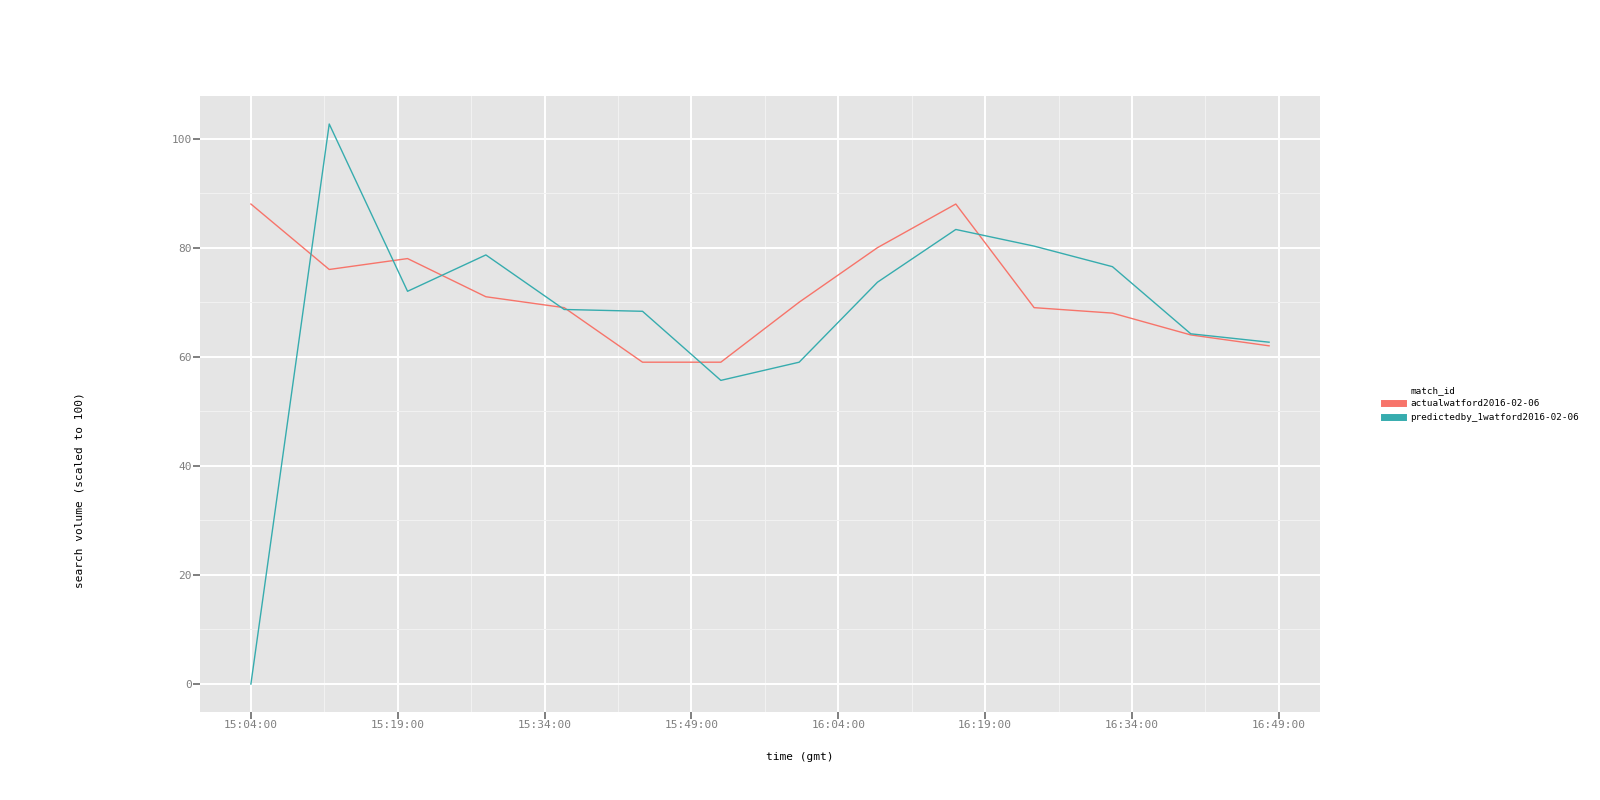 100
80
60
40
20
0
search volume (scaled to 100)
15:04:00 15:19:00 15:34:00 15:49:00 16:04:00 16:19:00 16:34:00 16:49:00
time (gmt)
match_id
actualwatford2016-02-06
predictedby_1watford2016-02-06